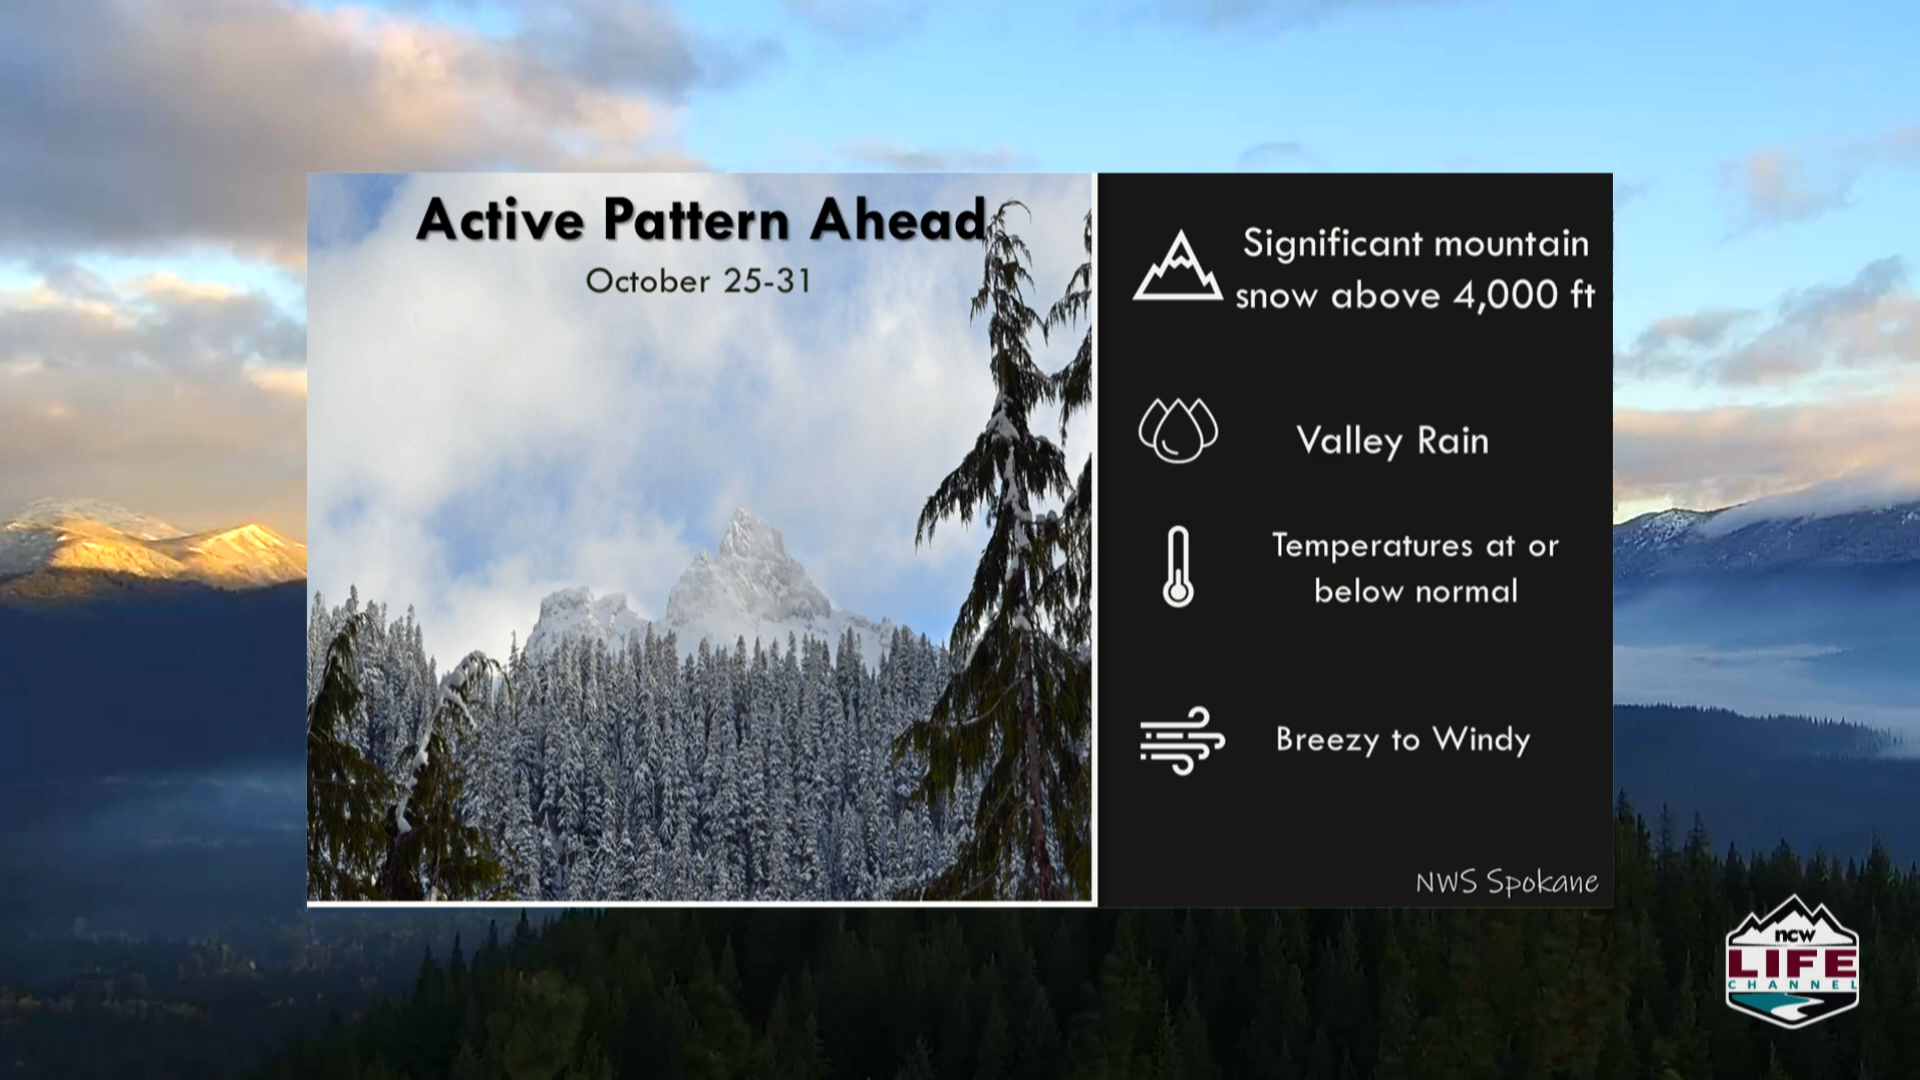 Active Pattern Ahead
October 25-31
Significant mountain
snow above 4,000 ft
Valley Rain
Temperatures at or
below normal
Breezy to Windy
NWS Spokane
ncw
LIFE
CHANNEL